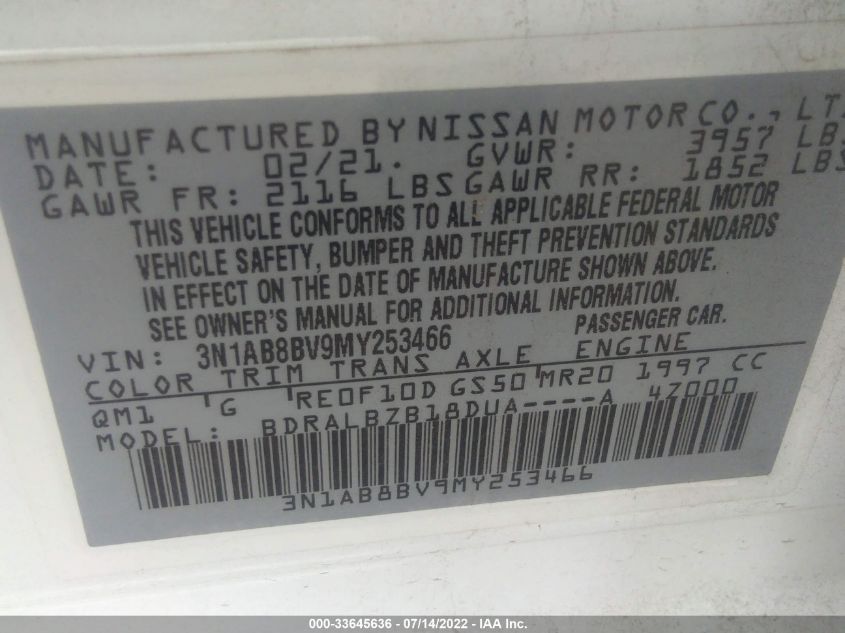 MANUFACTURED BY NISSAN MOTOR CO., LT
DATE: 02/21. GVWR: 3957 LB
GAWR FR: 2116 LBS GAWR RR: 1852 LBS
THIS VEHICLE CONFORMS TO ALL APPLICABLE FEDERAL MOTOR
VEHICLE SAFETY, BUMPER AND THEFT PREVENTION STANDARDS
IN EFFECT ON THE DATE OF MANUFACTURE SHOWN ABOVE.
SEE OWNER'S MANUAL FOR ADDITIONAL INFORMATION.
VIN: 3N1AB8BV9MY253466 PASSENGER CAR.
COLOR TRIM TRANS AXLE ENGINE
QM1 G RE0F10D GS50 MR20 1997 CC
MODEL: BDRALBZB18DUA----A 4Z000
3N1AB8BV9MY253466
000-33645636 - 07/14/2022 - IAA Inc.